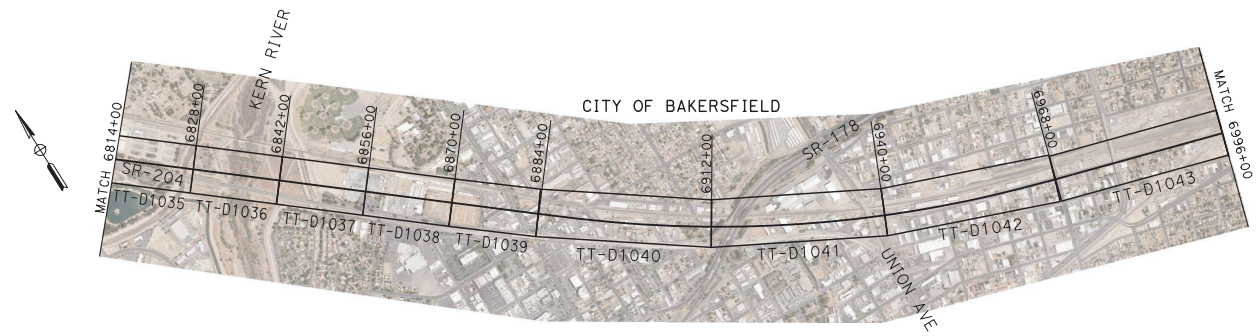 KERN RIVER
CITY OF BAKERSFIELD
MATCH 6814+00
6828+00
6842+00
6856+00
6870+00
6884+00
6912+00
SR-178
6940+00
6968+00
MATCH 6996+00
SR-204
TT-D1035
TT-D1036
TT-D1037
TT-D1038
TT-D1039
TT-D1040
TT-D1041
TT-D1042
TT-D1043
UNION AVE